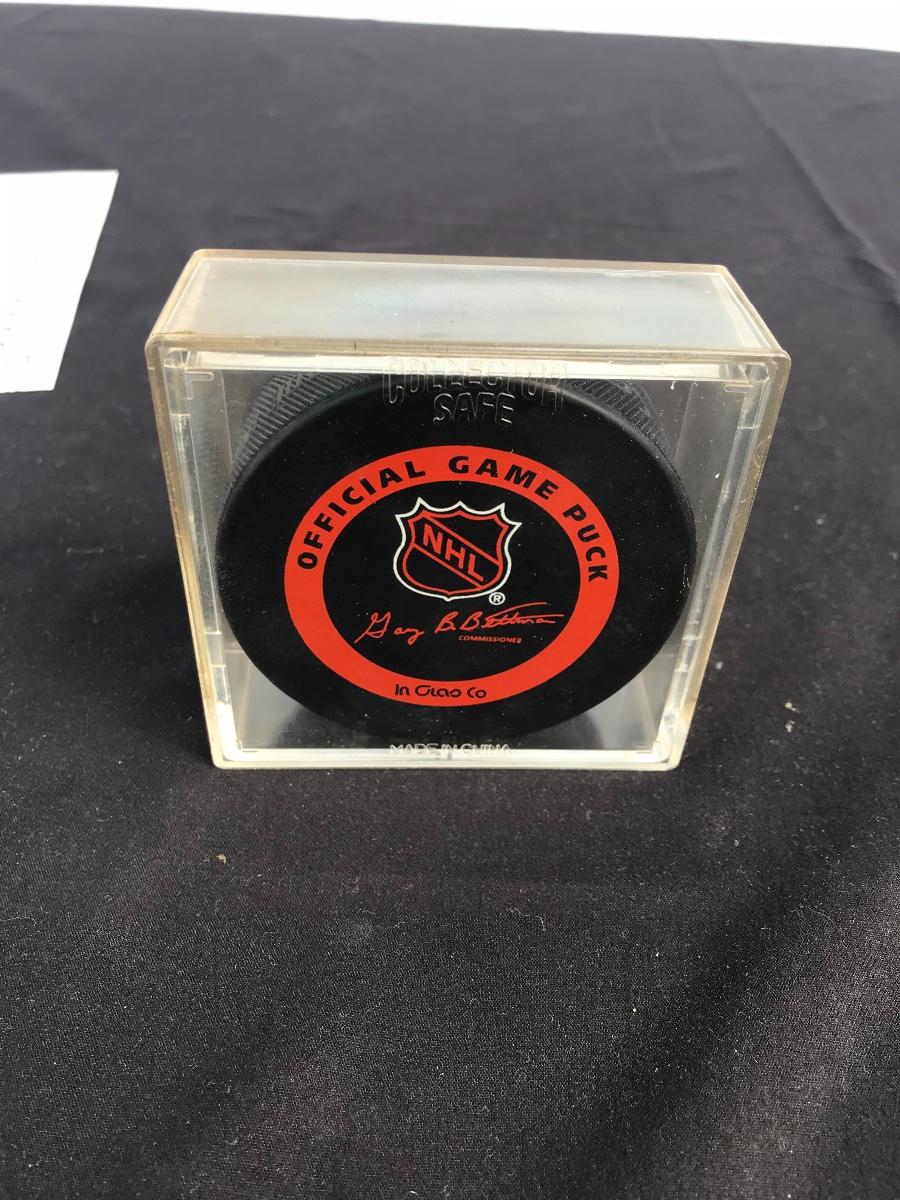 COLLECTOR
SAFE
OFFICIAL GAME PUCK
NHL
®
Gary B. Bettman
COMMISSIONER
In Glas Co
MADE IN CHINA